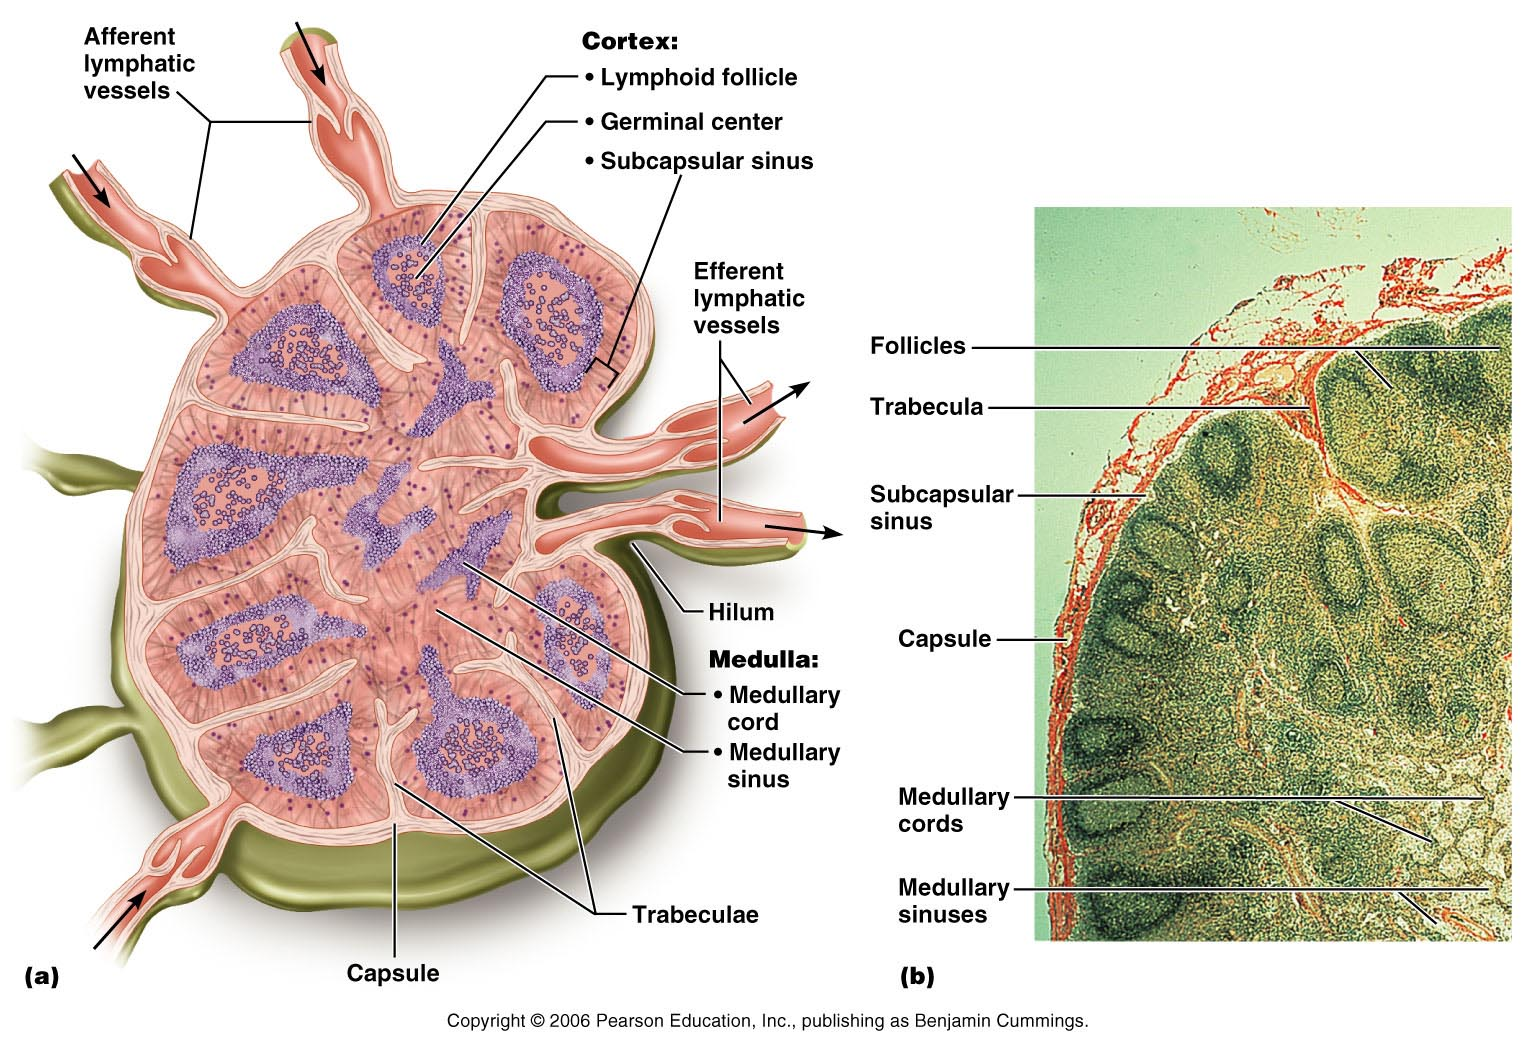 Afferent
lymphatic
vessels
Cortex:
• Lymphoid follicle
• Germinal center
• Subcapsular sinus
Efferent
lymphatic
vessels
Hilum
Medulla:
• Medullary
cord
• Medullary
sinus
Trabeculae
Capsule
(a)
Follicles
Trabecula
Subcapsular
sinus
Capsule
Medullary
cords
Medullary
sinuses
(b)
Copyright © 2006 Pearson Education, Inc., publishing as Benjamin Cummings.